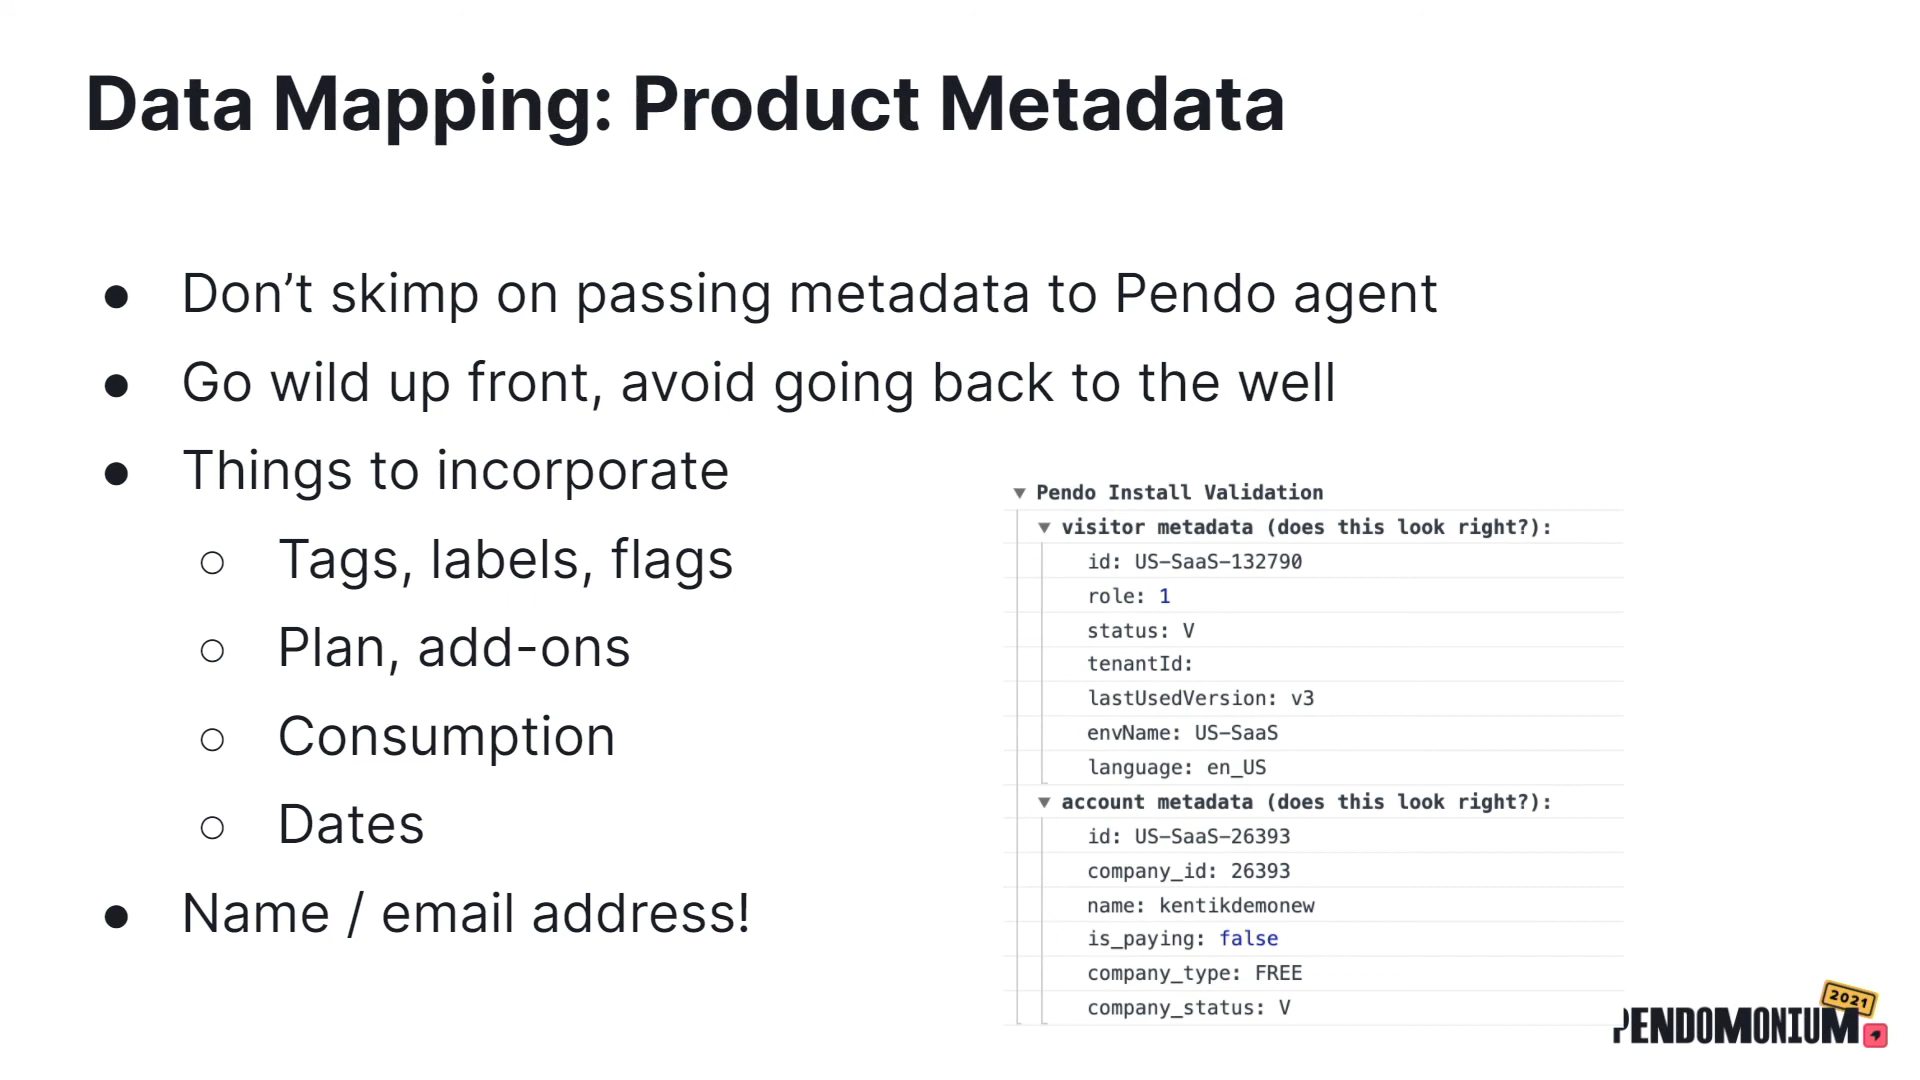 Data Mapping: Product Metadata
● Don’t skimp on passing metadata to Pendo agent
● Go wild up front, avoid going back to the well
● Things to incorporate
○ Tags, labels, flags
○ Plan, add-ons
○ Consumption
○ Dates
● Name / email address!
▼ Pendo Install Validation
▼ visitor metadata (does this look right?):
id: US-SaaS-132790
role: 1
status: V
tenantId:
lastUsedVersion: v3
envName: US-SaaS
language: en_US
▼ account metadata (does this look right?):
id: US-SaaS-26393
company_id: 26393
name: kentikdemonew
is_paying: false
company_type: FREE
company_status: V
2021
PENDOMONIUM